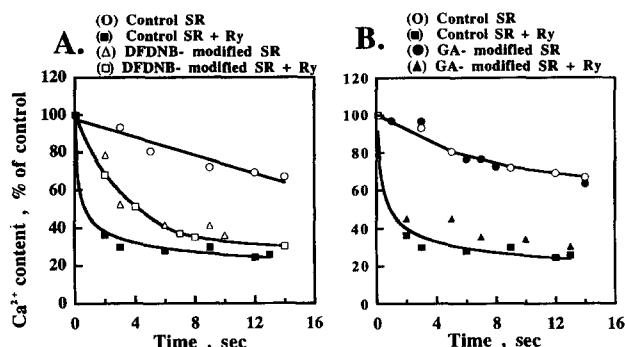 A.
(○) Control SR
(■) Control SR + Ry
(△) DFDNB- modified SR
(□) DFDNB- modified SR + Ry
B.
(○) Control SR
(■) Control SR + Ry
(●) GA- modified SR
(▲) GA- modified SR + Ry
Ca²⁺ content , % of control
120
100
80
60
40
20
0
0 4 8 12 16
Time , sec
120
100
80
60
40
20
0
0 4 8 12 16
Time , sec